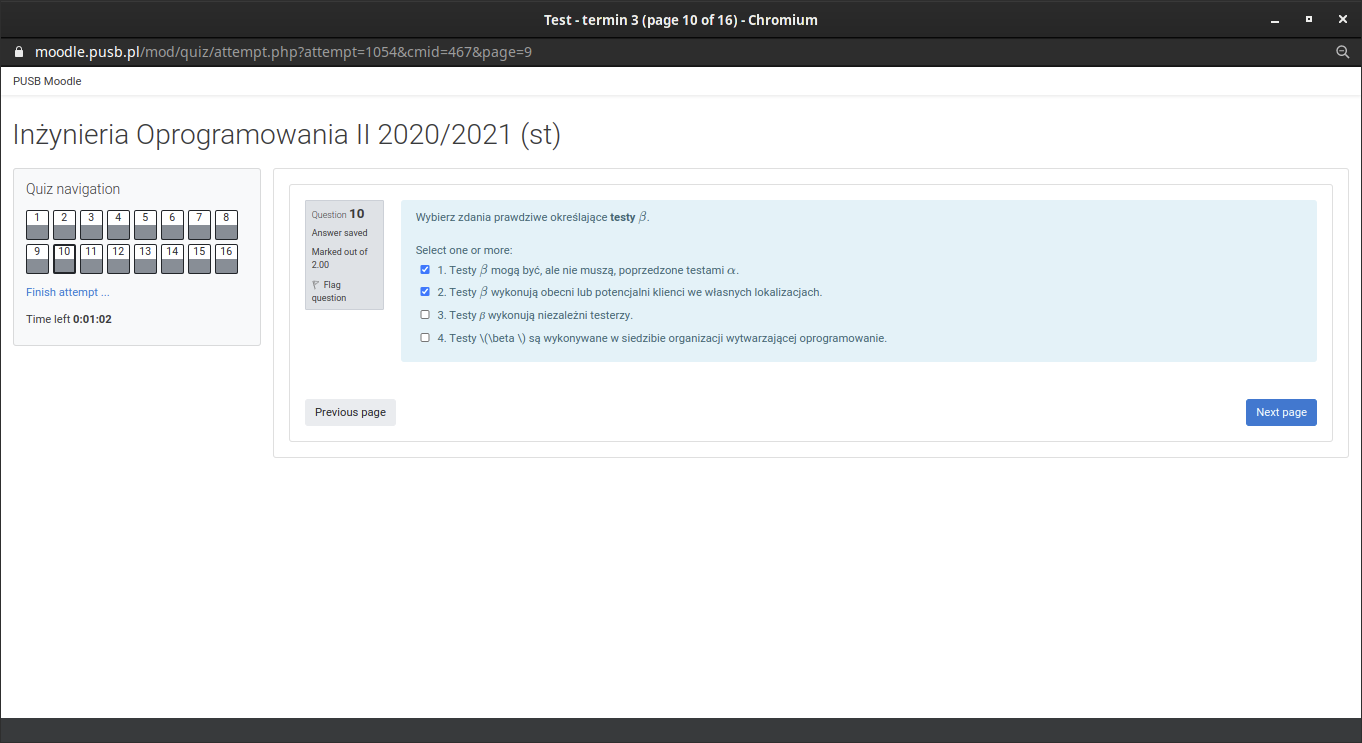 Test - termin 3 (page 10 of 16) - Chromium
moodle.pusb.pl/mod/quiz/attempt.php?attempt=1054&cmid=467&page=9
PUSB Moodle
Inżynieria Oprogramowania II 2020/2021 (st)
Quiz navigation
1 2 3 4 5 6 7 8
9 10 11 12 13 14 15 16
Finish attempt ...
Time left 0:01:02
Question 10
Answer saved
Marked out of
2.00
Flag
question
Wybierz zdania prawdziwe określające testy β.
Select one or more:
1. Testy β mogą być, ale nie muszą, poprzedzone testami α.
2. Testy β wykonują obecni lub potencjalni klienci we własnych lokalizacjach.
3. Testy β wykonują niezależni testerzy.
4. Testy \(\beta \) są wykonywane w siedzibie organizacji wytwarzającej oprogramowanie.
Previous page
Next page